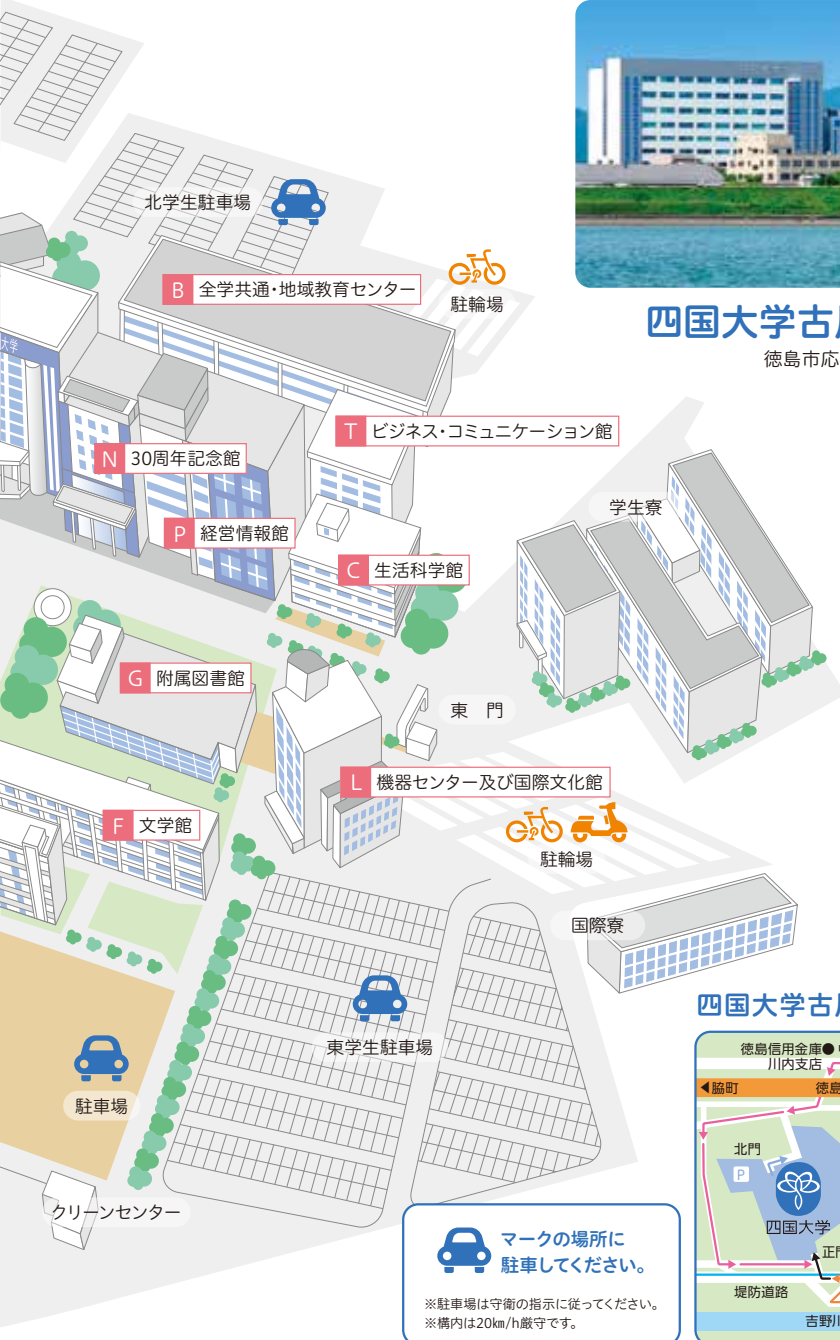 北学生駐車場
B 全学共通・地域教育センター
駐輪場
四国大学古
徳島市応
大学
T ビジネス・コミュニケーション館
N 30周年記念館
学生寮
P 経営情報館
C 生活科学館
G 附属図書館
東 門
L 機器センター及び国際文化館
F 文学館
駐輪場
国際寮
東学生駐車場
駐車場
クリーンセンター
マークの場所に
駐車してください。
※駐車場は守衛の指示に従ってください。
※構内は20km/h厳守です。
四国大学古
徳島信用金庫●
川内支店
◀脇町
徳島
北門
P
四国大学
正門
堤防道路
吉野川